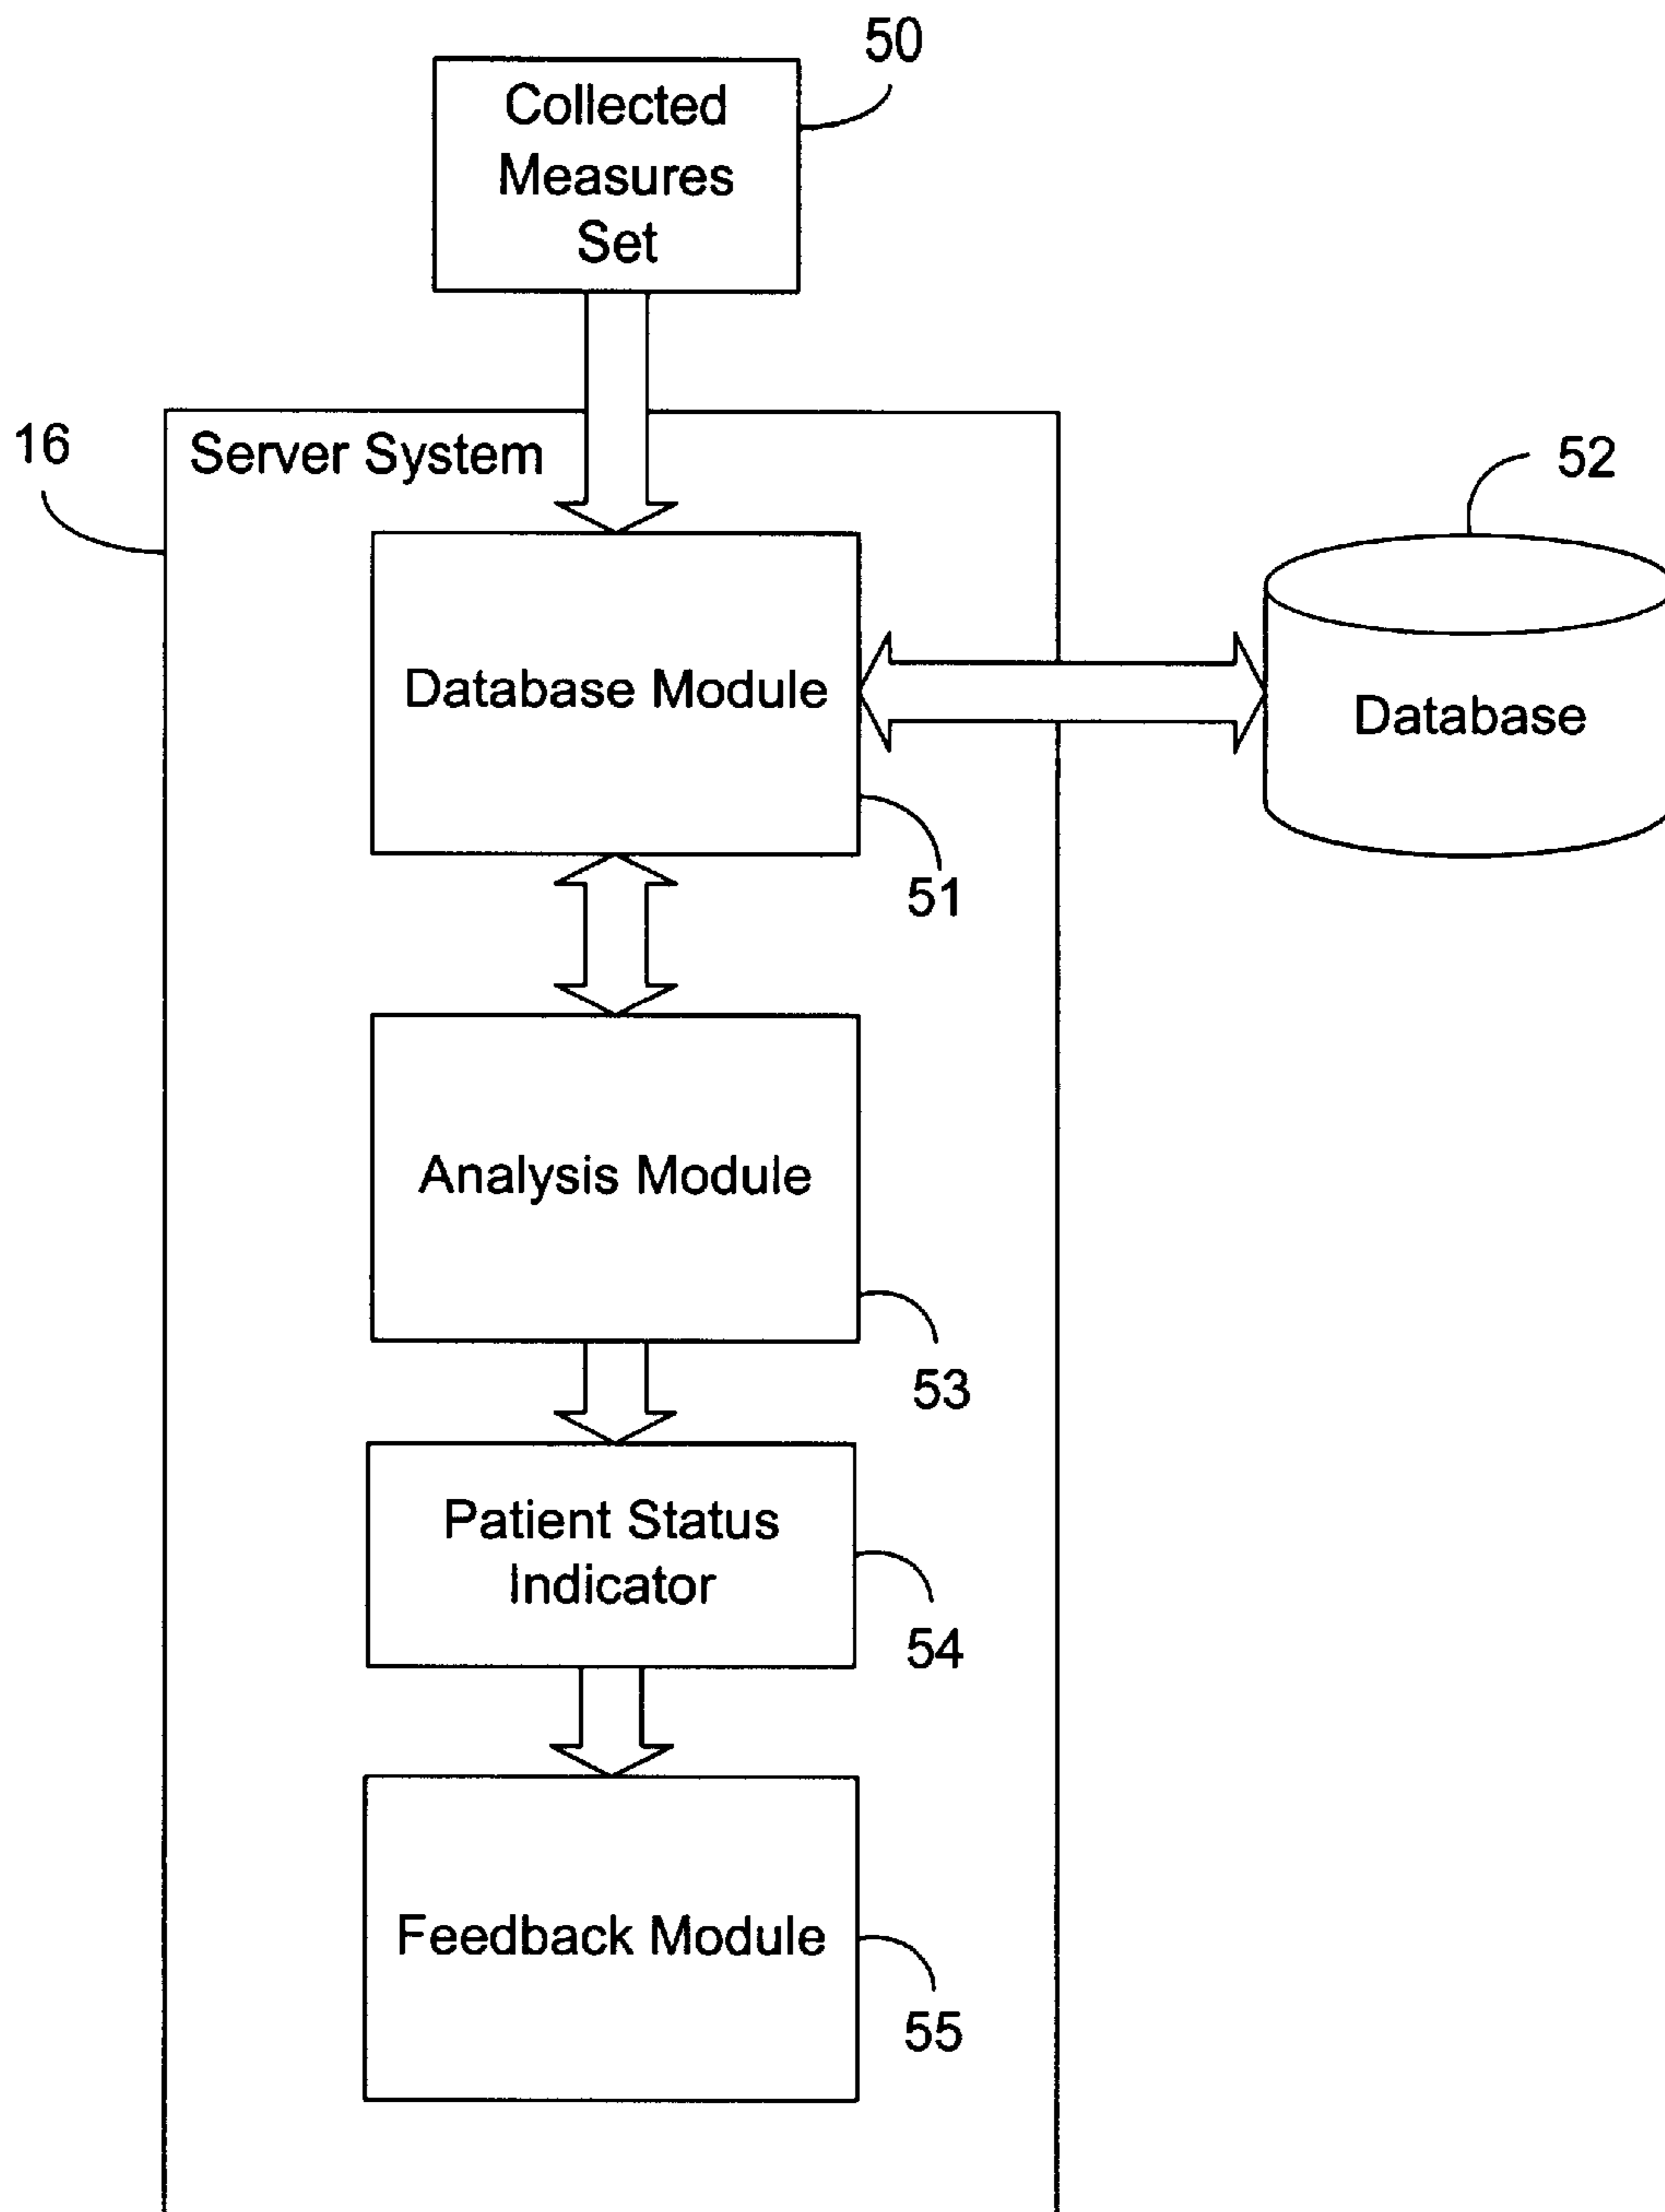 50
Collected
Measures
Set
16
Server System
52
Database Module
Database
51
Analysis Module
53
Patient Status
Indicator
54
Feedback Module
55